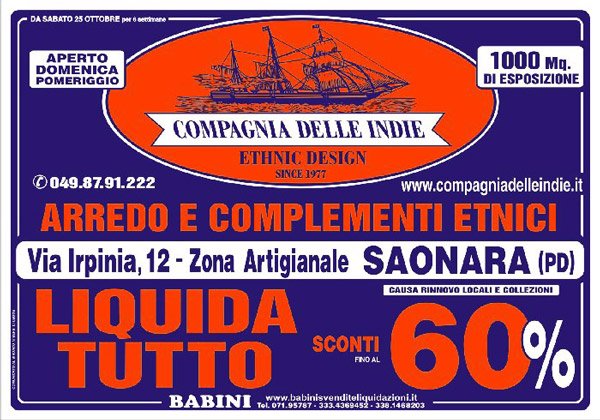 DA SABATO 25 OTTOBRE per 6 settimane
APERTO
DOMENICA
POMERIGGIO
1000 Mq.
DI ESPOSIZIONE
COMPAGNIA DELLE INDIE
ETHNIC DESIGN
SINCE 1977
✆049.87.91.222
www.compagniadelleindie.it
ARREDO E COMPLEMENTI ETNICI
Via Irpinia, 12 - Zona Artigianale SAONARA (PD)
CAUSA RINNOVO LOCALI E COLLEZIONI
LIQUIDA
TUTTO
SCONTI
FINO AL
60%
BABINI
www.babinisvenditeliquidazioni.it
Tel. 071.95787 - 333.4369452 - 338.1468203